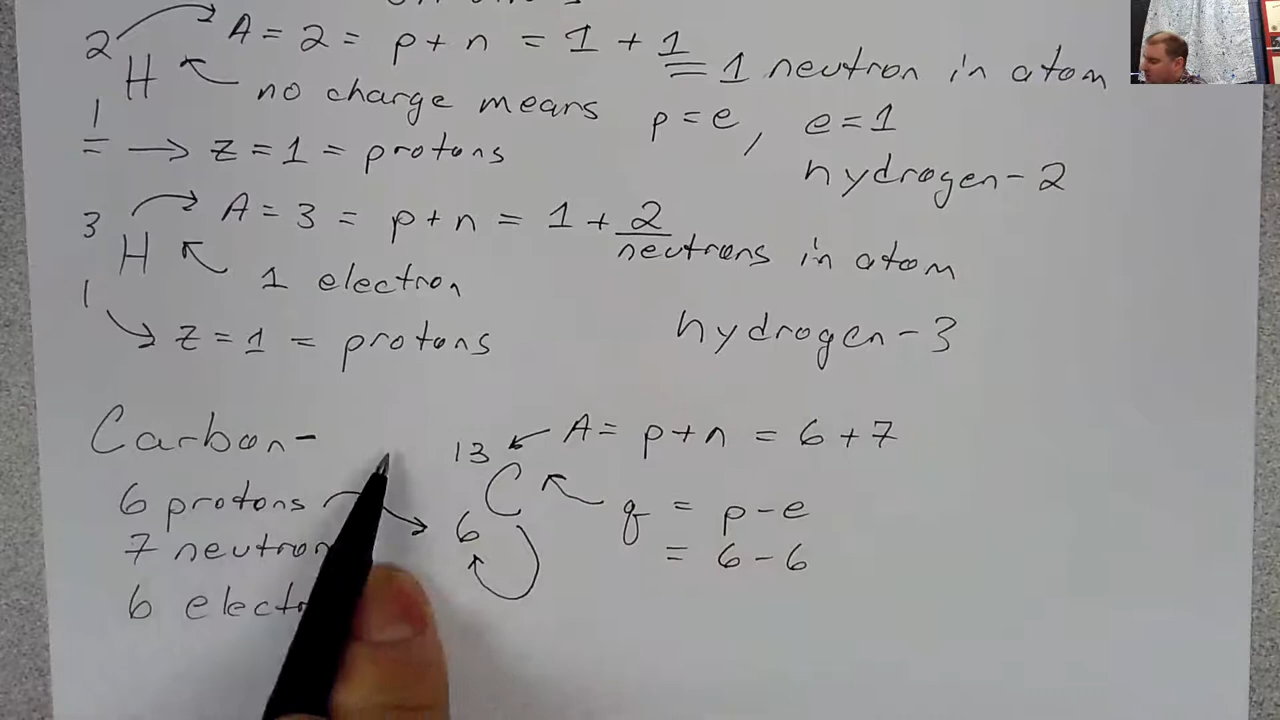 2 A = 2 = p + n = 1 + 1
H = 1 neutron in atom
no charge means p = e, e = 1
1 → z = 1 = protons
hydrogen-2
3 A = 3 = p + n = 1 + 2
H neutrons in atom
1 electron
1 z = 1 = protons
hydrogen-3
Carbon- 13 A = p + n = 6 + 7
C
6 protons 6 q = p - e
7 neutron = 6 - 6
6 elect